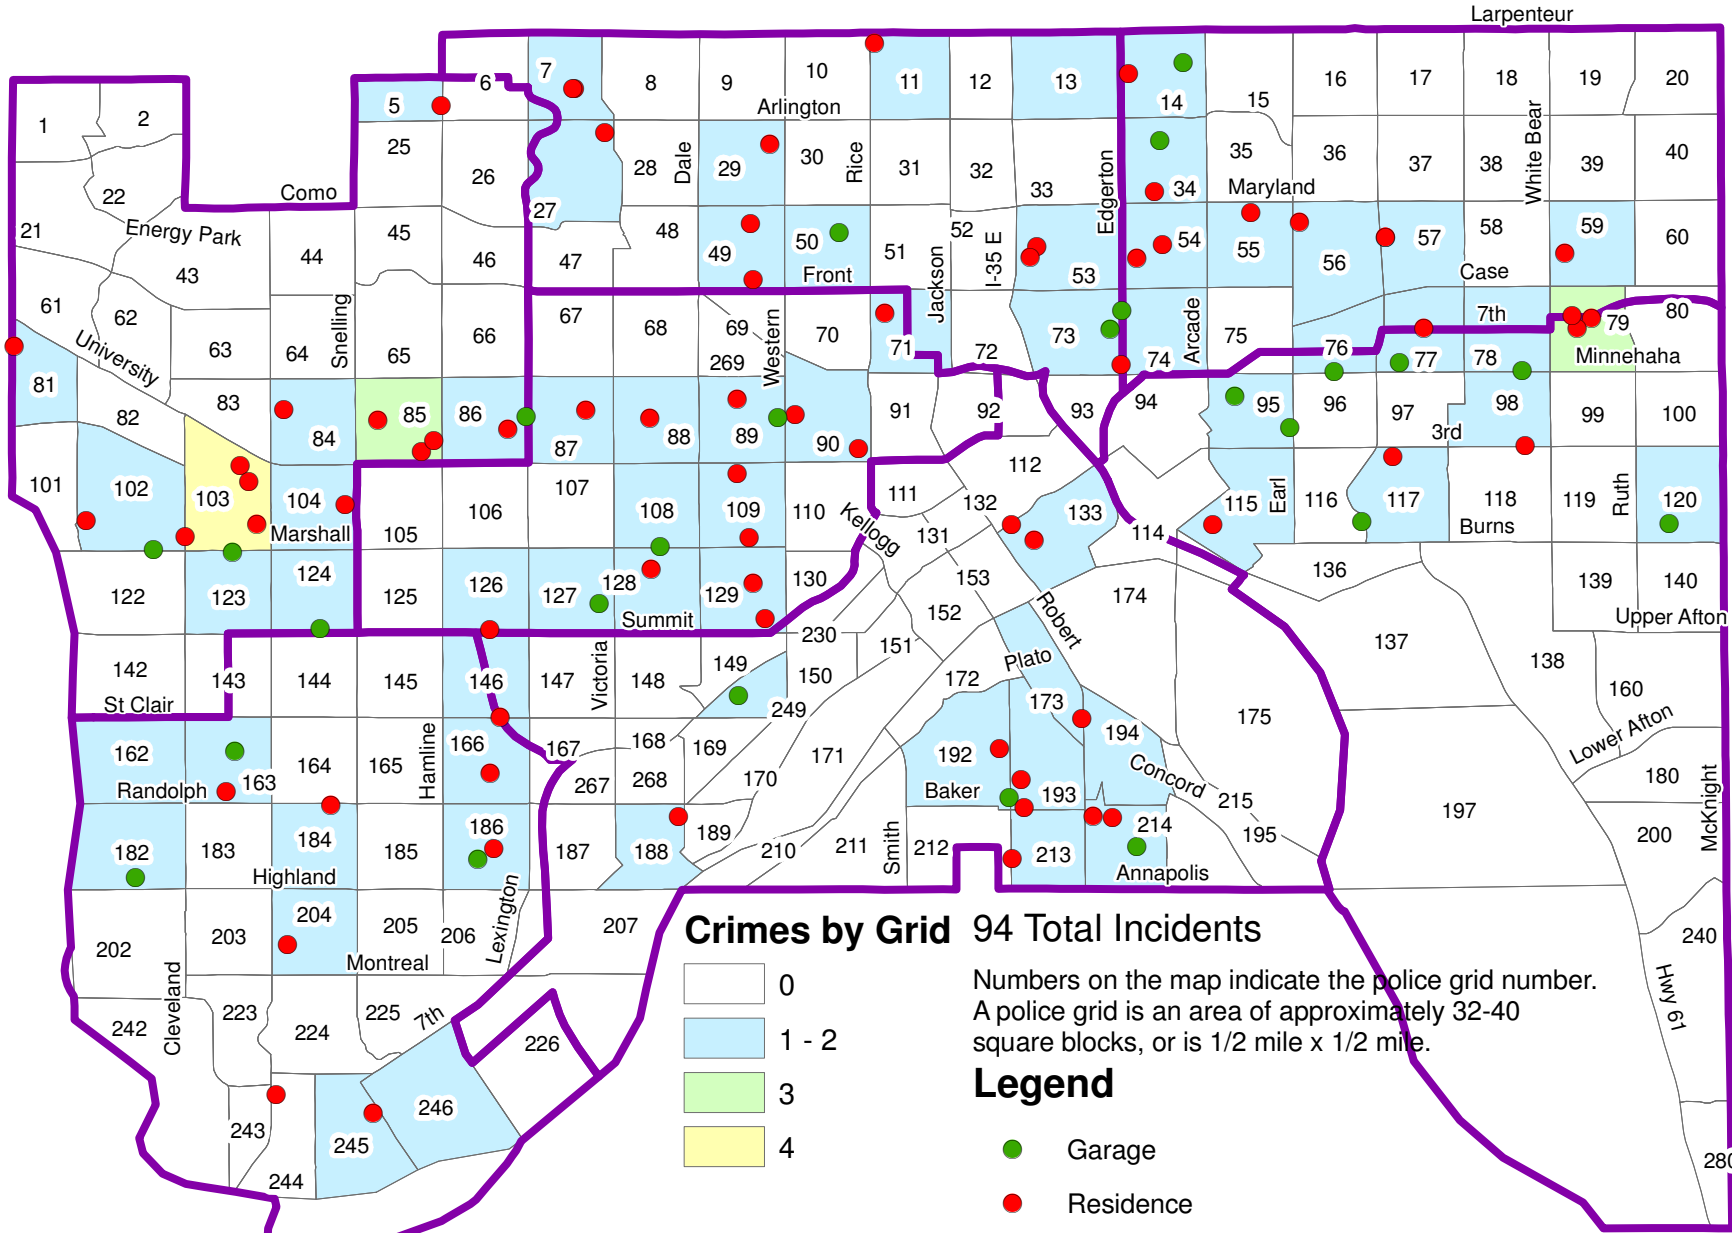 Larpenteur
6 7 8 9 10 11 12 13 14 15 16 17 18 19 20
1 2 5 Arlington
25 26 27 28 Dale 29 30 Rice 31 32 33 Edgerton 34 35 36 37 38 White Bear 39 40
21 22 Como Maryland
Energy Park
43 44 45 46 47 48 49 50 51 52 I-35 E 53 54 55 56 57 58 59 60
Front Jackson Case
61 62 63 64 Snelling 65 66 67 68 69 269 Western 70 71 72 73 74 Arcade 75 76 77 78 79 80
University 7th Minnehaha
81 82 83 84 85 86 87 88 89 90 91 92 93 94 95 96 97 98 99 100
3rd
101 102 103 104 105 106 107 108 109 110 111 112 132 133 114 115 Earl 116 117 118 119 Ruth 120
Marshall Kellogg 131 Burns
122 123 124 125 126 127 128 129 130 153 152 174 136 139 140
Summit Robert Upper Afton
142 143 144 145 146 147 Victoria 148 149 230 150 151 172 Plato 173 175 137 138 160
St Clair 249
162 163 164 165 Hamline 166 167 168 169 267 268 170 171 192 193 194 Lower Afton 180
Randolph Baker Concord 215 197 McKnight
182 183 184 185 186 187 188 189 210 211 Smith 212 213 214 195 200
Highland Annapolis
202 203 204 205 206 Lexington 207 240
Cleveland Montreal
242 223 224 225 7th 226 Hwy 61
243 244 245 246 280
Crimes by Grid
0
1 - 2
3
4
94 Total Incidents
Numbers on the map indicate the police grid number.
A police grid is an area of approximately 32-40
square blocks, or is 1/2 mile x 1/2 mile.
Legend
Garage
Residence